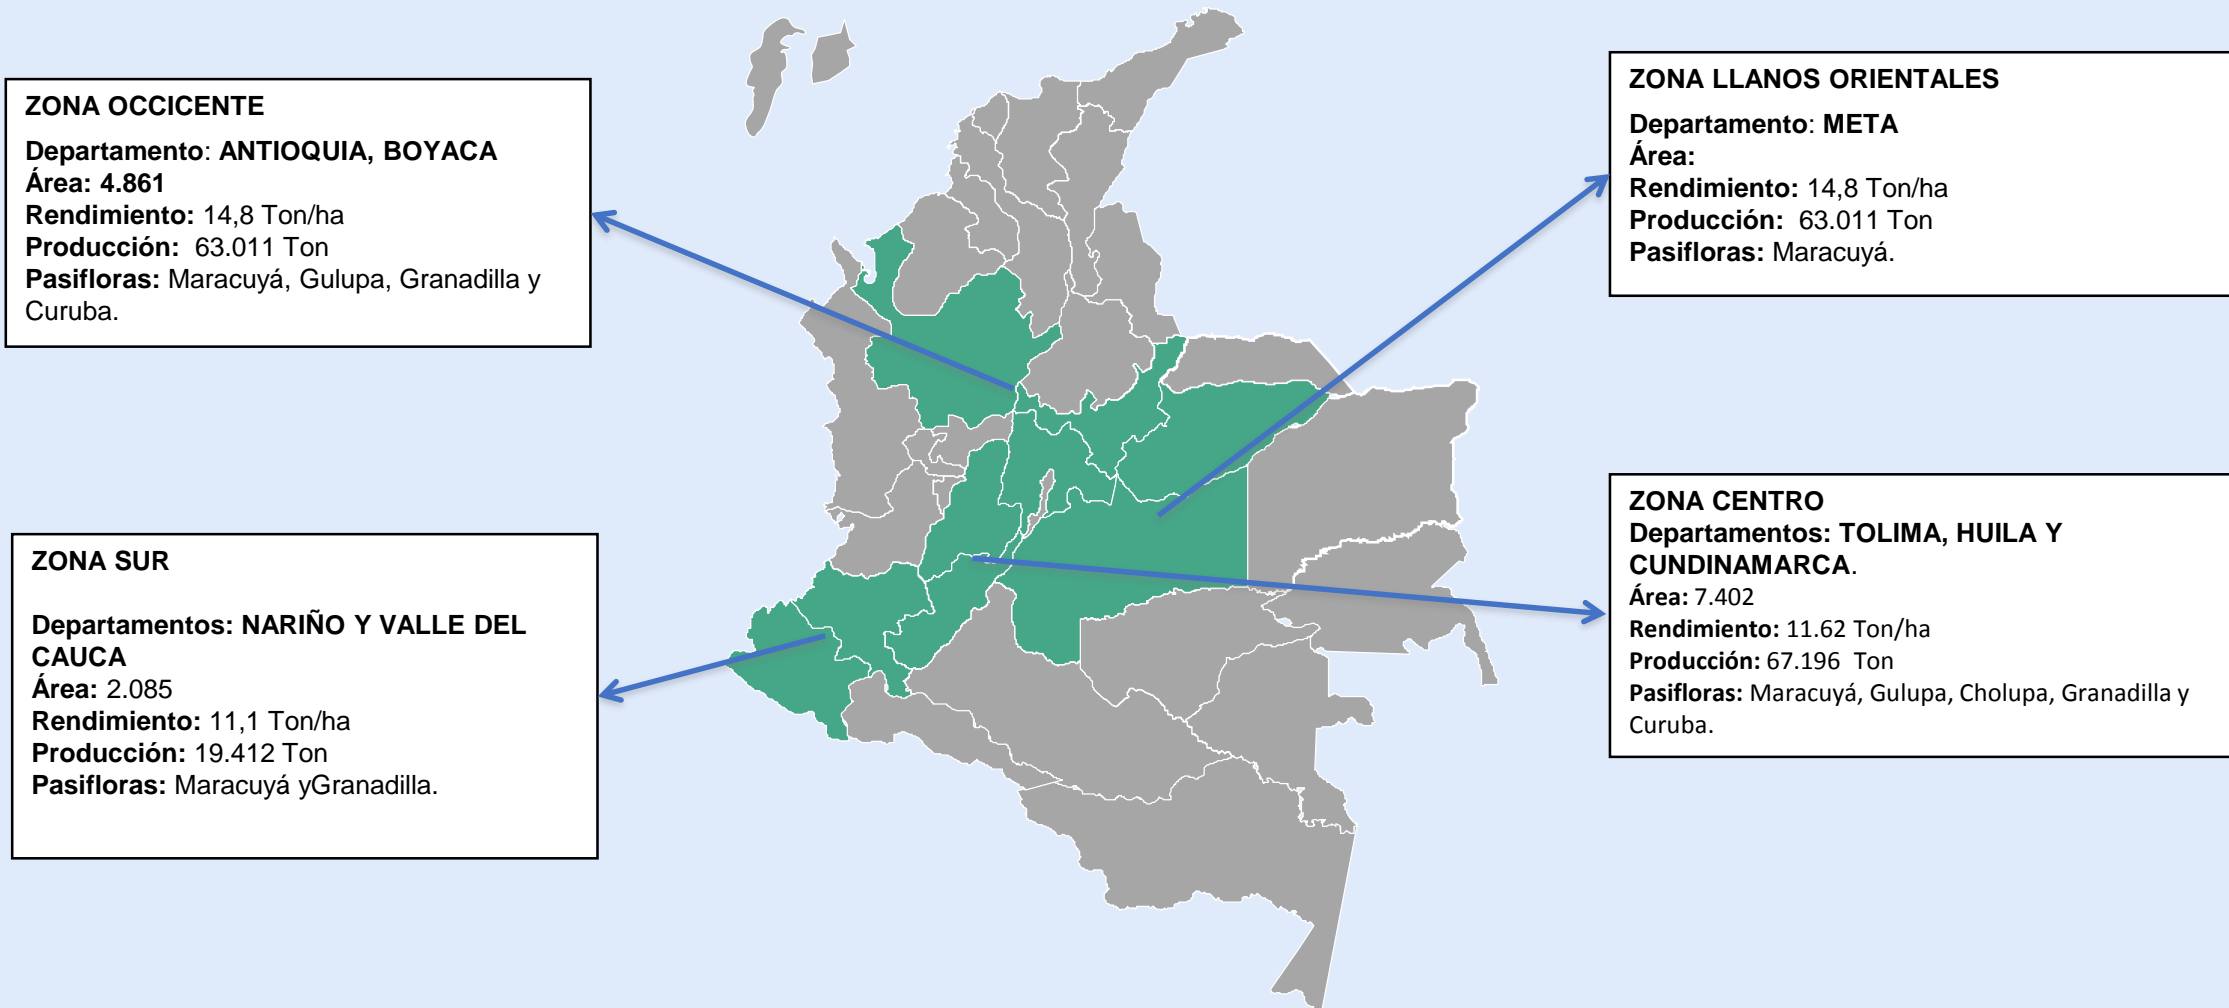 ZONA OCCICENTE
Departamento: ANTIOQUIA, BOYACA
Área: 4.861
Rendimiento: 14,8 Ton/ha
Producción:  63.011 Ton
Pasifloras: Maracuyá, Gulupa, Granadilla y
Curuba.
ZONA LLANOS ORIENTALES
Departamento: META
Área:
Rendimiento: 14,8 Ton/ha
Producción:  63.011 Ton
Pasifloras: Maracuyá.
ZONA SUR
Departamentos: NARIÑO Y VALLE DEL
CAUCA
Área: 2.085
Rendimiento: 11,1 Ton/ha
Producción: 19.412 Ton
Pasifloras: Maracuyá yGranadilla.
ZONA CENTRO
Departamentos: TOLIMA, HUILA Y
CUNDINAMARCA.
Área: 7.402
Rendimiento: 11.62 Ton/ha
Producción: 67.196  Ton
Pasifloras: Maracuyá, Gulupa, Cholupa, Granadilla y
Curuba.